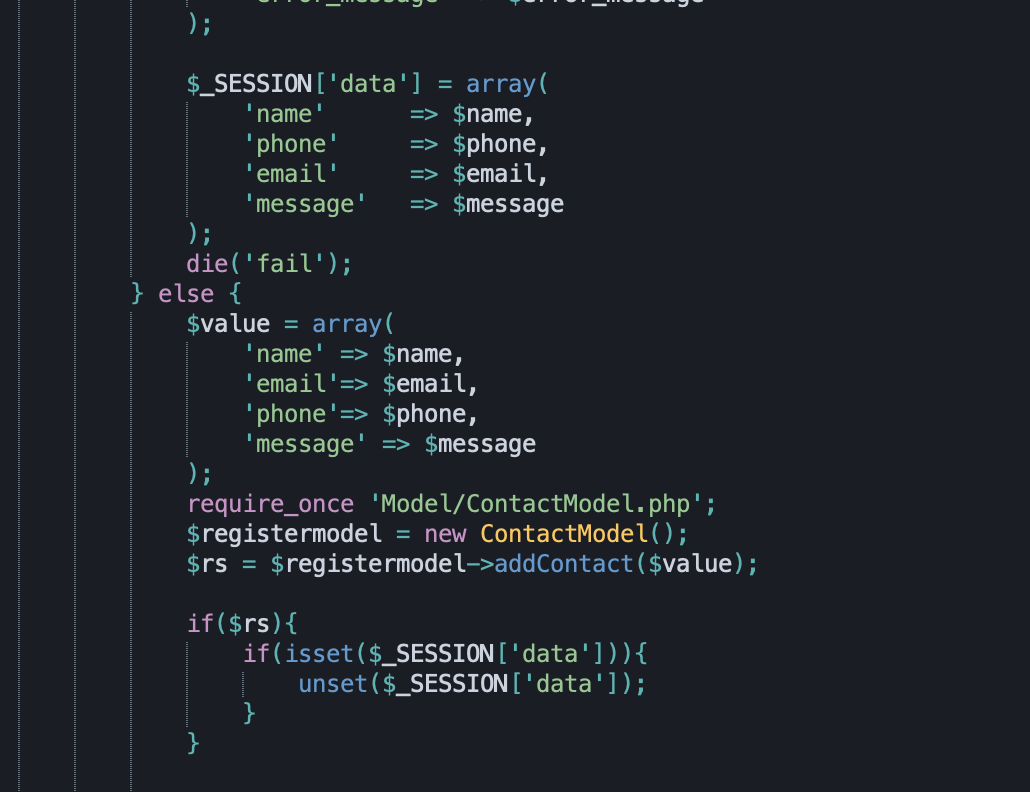 'error_message' => $error_message
);
$_SESSION['data'] = array(
'name' => $name,
'phone' => $phone,
'email' => $email,
'message' => $message
);
die('fail');
} else {
$value = array(
'name' => $name,
'email'=> $email,
'phone'=> $phone,
'message' => $message
);
require_once 'Model/ContactModel.php';
$registermodel = new ContactModel();
$rs = $registermodel->addContact($value);
if($rs){
if(isset($_SESSION['data'])){
unset($_SESSION['data']);
}
}